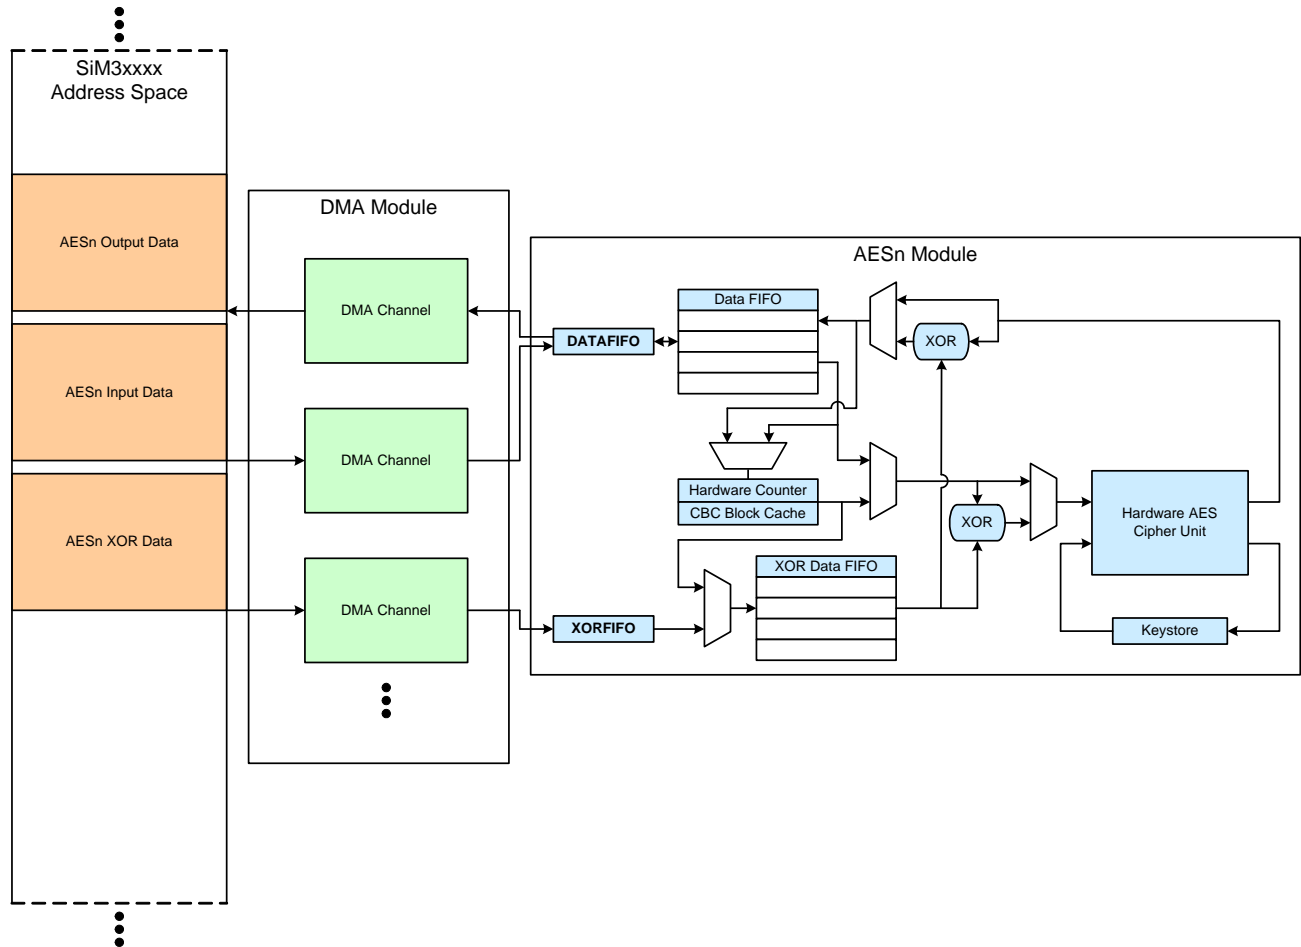 SiM3xxxx
Address Space
AESn Output Data
AESn Input Data
AESn XOR Data
DMA Module
DMA Channel
DMA Channel
DMA Channel
AESn Module
DATAFIFO
Data FIFO
XOR
Hardware Counter
CBC Block Cache
XOR
Hardware AES
Cipher Unit
XORFIFO
XOR Data FIFO
Keystore